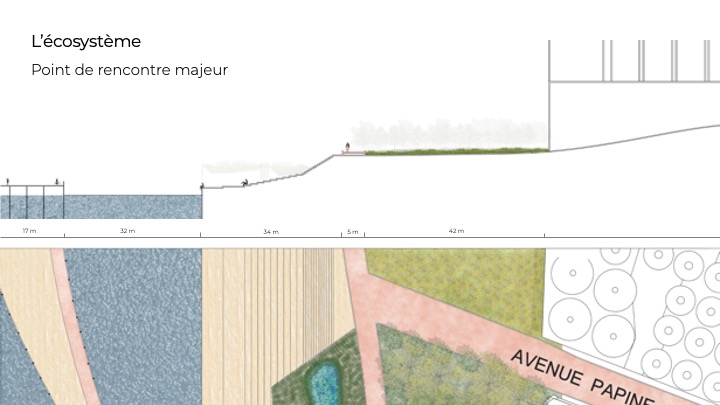 L'écosystème
Point de rencontre majeur
17 m
32 m
34 m
5 m
42 m
AVENUE PAPINE